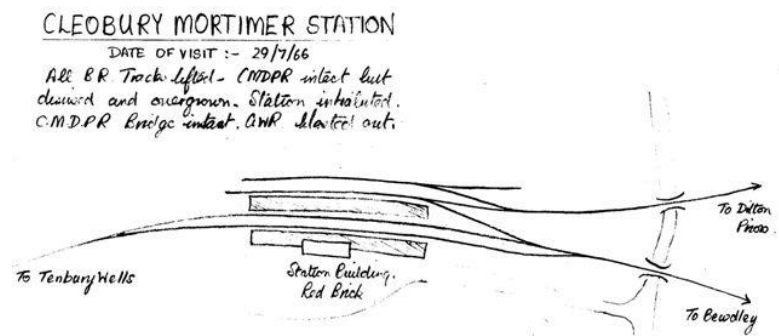 CLEOBURY MORTIMER STATION
DATE OF VISIT :- 29/7/66
All B.R. Track lifted - CMDPR intact but
disused and overgrown. Station inhabited.
C.M.D.P.R Bridge intact. GWR blasted out.
To Ditton
Priors
To Tenbury Wells
Station Building.
Red Brick
To Bewdley